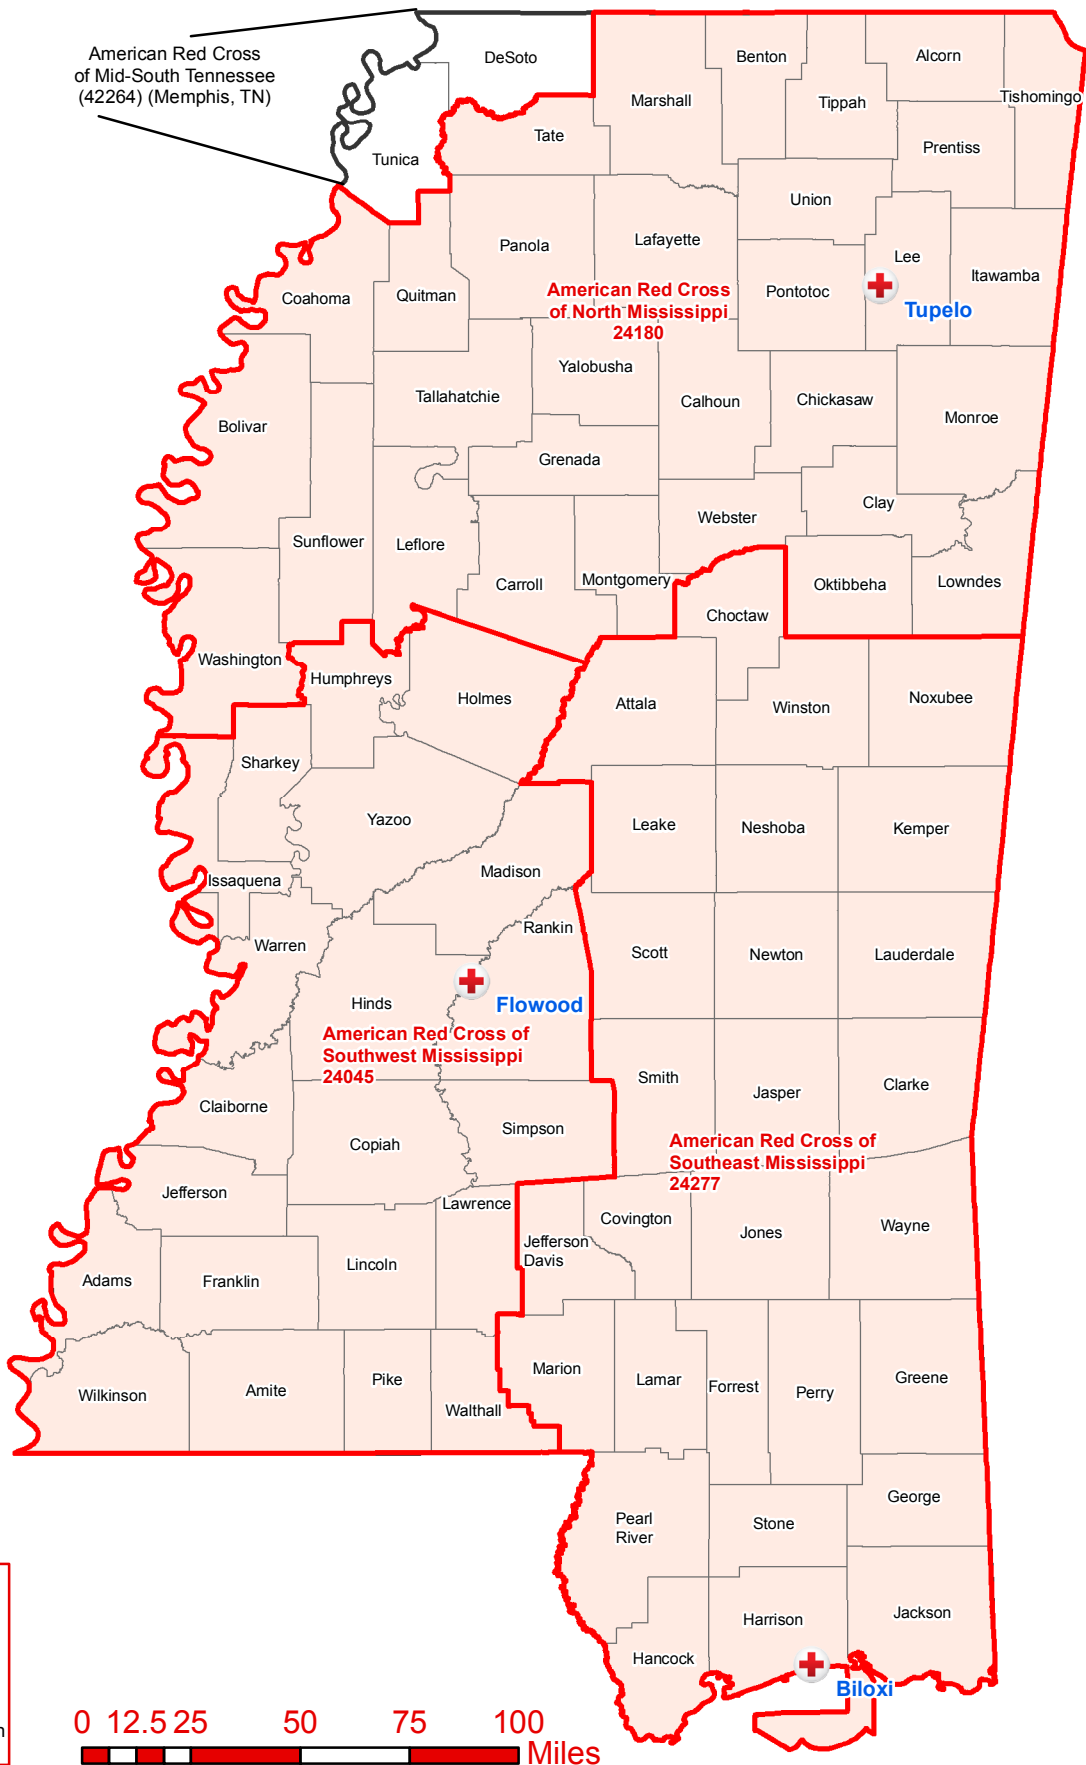 American Red Cross
of Mid-South Tennessee
(42264) (Memphis, TN)
DeSoto
Benton
Alcorn
Marshall
Tippah
Tishomingo
Tate
Prentiss
Tunica
Union
Panola
Lafayette
Lee
Itawamba
Coahoma
Quitman
Pontotoc
American Red Cross
of North Mississippi
24180
Tupelo
Yalobusha
Tallahatchie
Calhoun
Chickasaw
Monroe
Bolivar
Grenada
Clay
Webster
Sunflower
Leflore
Carroll
Montgomery
Oktibbeha
Lowndes
Choctaw
Washington
Humphreys
Holmes
Attala
Winston
Noxubee
Sharkey
Yazoo
Leake
Neshoba
Kemper
Madison
Issaquena
Rankin
Warren
Scott
Newton
Lauderdale
Hinds
Flowood
American Red Cross of
Southwest Mississippi
24045
Smith
Jasper
Clarke
Claiborne
Copiah
Simpson
American Red Cross of
Southeast Mississippi
24277
Jefferson
Lawrence
Covington
Jones
Wayne
Jefferson
Davis
Lincoln
Adams
Franklin
Marion
Lamar
Forrest
Perry
Greene
Wilkinson
Amite
Pike
Walthall
George
Pearl
River
Stone
Harrison
Jackson
Hancock
Biloxi
n
0 12.5 25 50 75 100
Miles